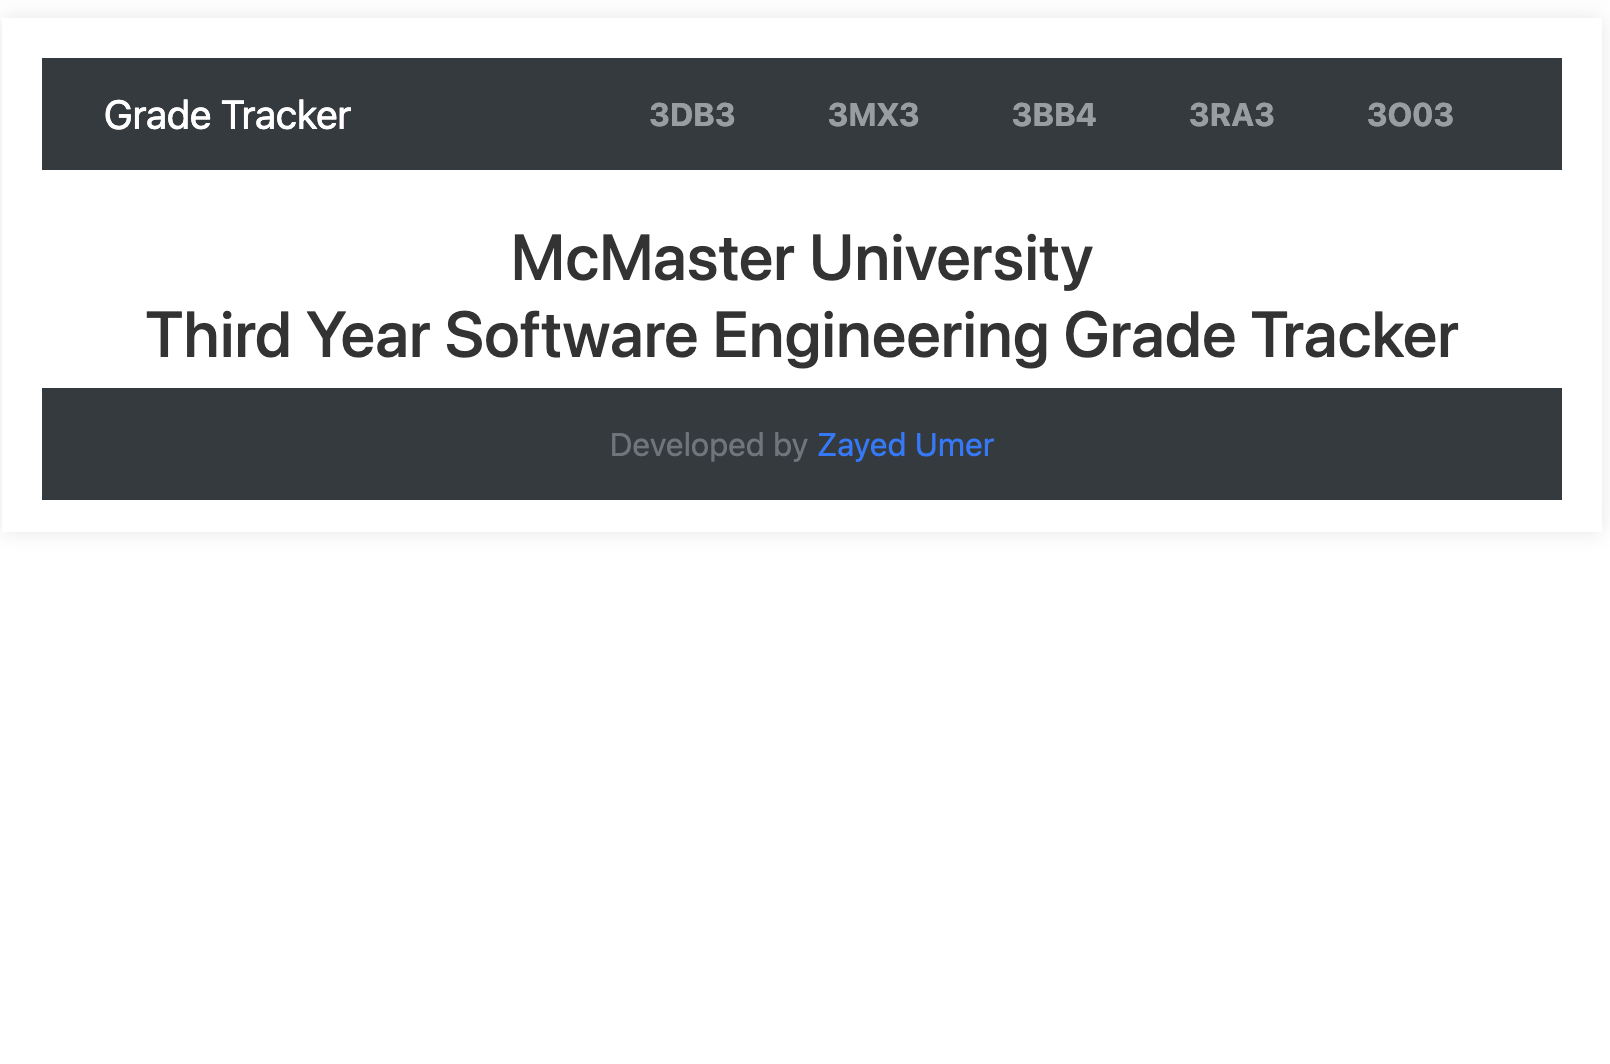 Grade Tracker 3DB3 3MX3 3BB4 3RA3 3O03
McMaster University
Third Year Software Engineering Grade Tracker
Developed by Zayed Umer